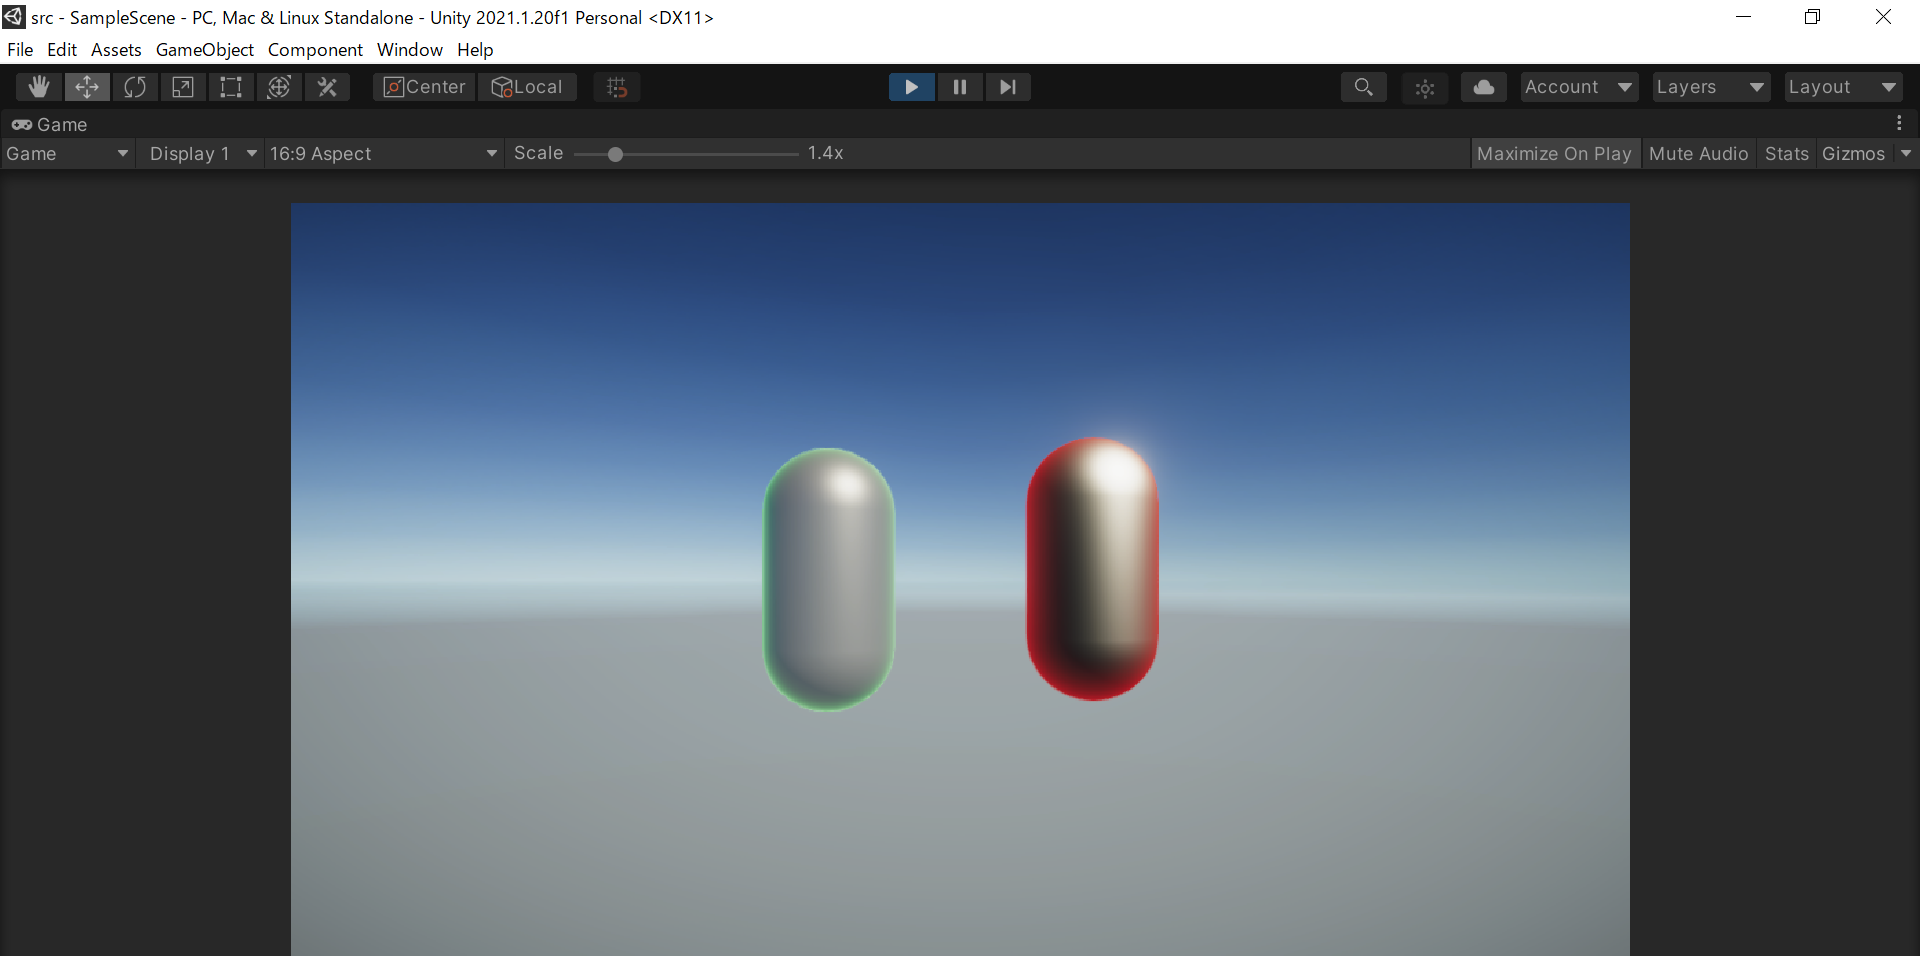 src - SampleScene - PC, Mac & Linux Standalone - Unity 2021.1.20f1 Personal <DX11>
File Edit Assets GameObject Component Window Help
Center Local Account Layers Layout
Game
Game Display 1 16:9 Aspect Scale 1.4x Maximize On Play Mute Audio Stats Gizmos